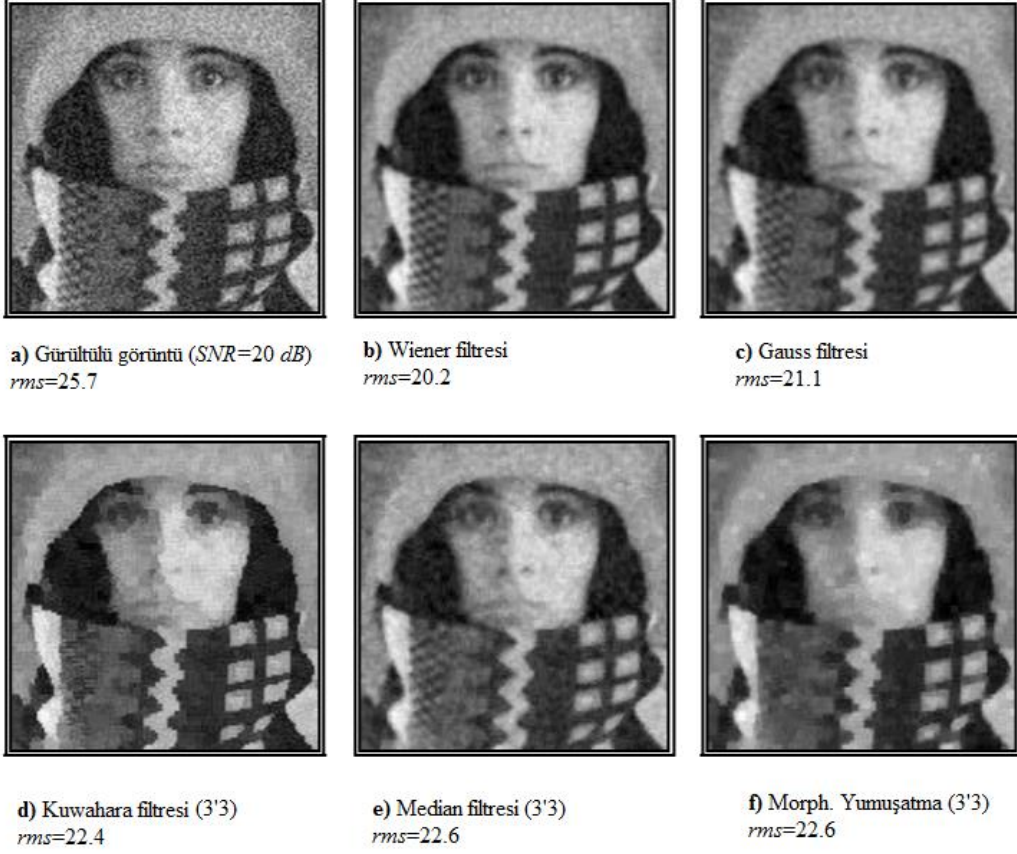 a) Gürültülü görüntü (SNR=20 dB)
rms=25.7
b) Wiener filtresi
rms=20.2
c) Gauss filtresi
rms=21.1
d) Kuwahara filtresi (3'3)
rms=22.4
e) Median filtresi (3'3)
rms=22.6
f) Morph. Yumuşatma (3'3)
rms=22.6